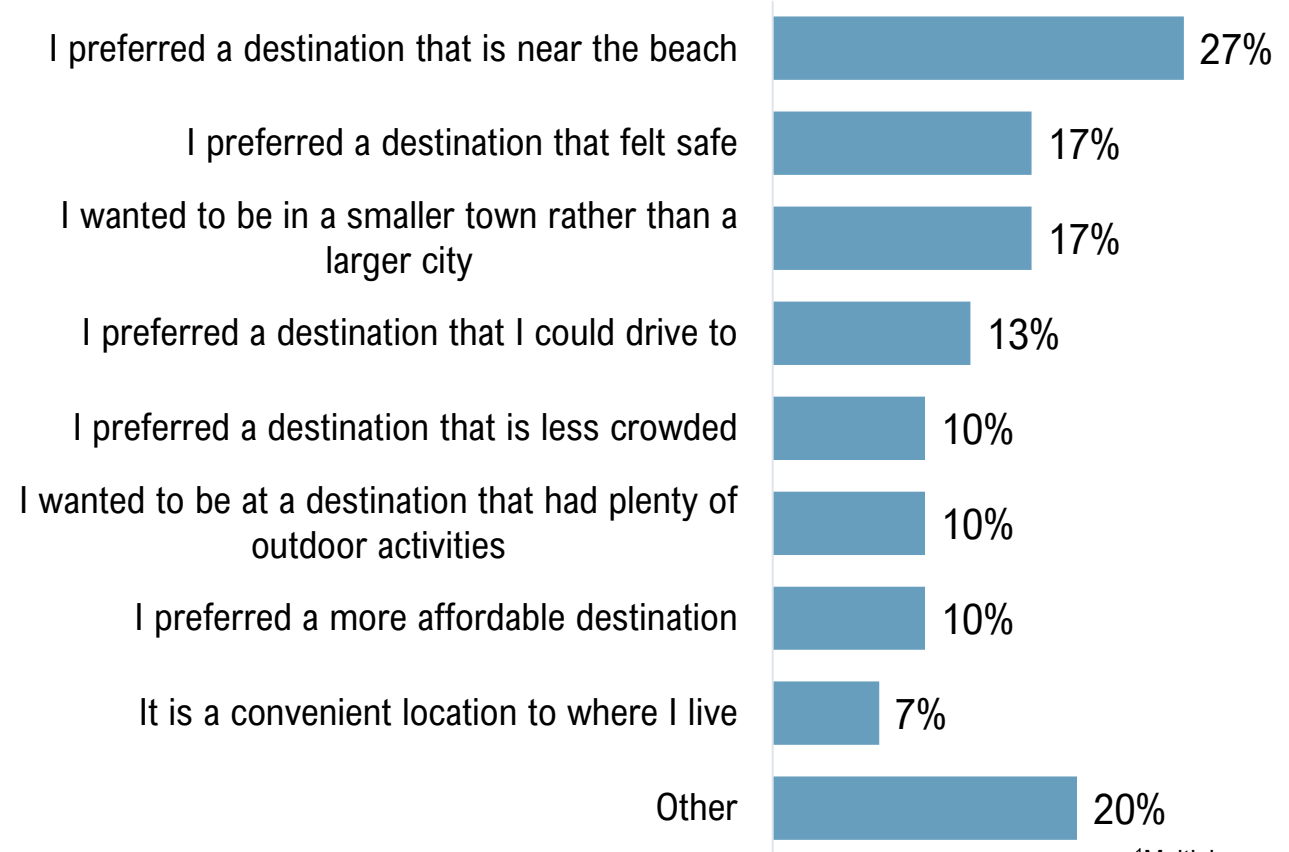 I preferred a destination that is near the beach
27%
I preferred a destination that felt safe
17%
I wanted to be in a smaller town rather than a
larger city
17%
I preferred a destination that I could drive to
13%
I preferred a destination that is less crowded
10%
I wanted to be at a destination that had plenty of
outdoor activities
10%
I preferred a more affordable destination
10%
It is a convenient location to where I live
7%
Other
20%